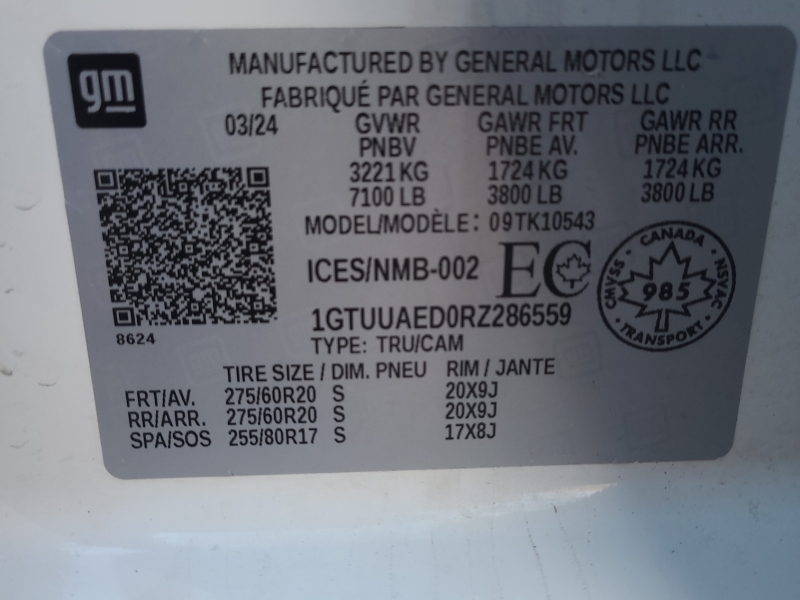 gm
MANUFACTURED BY GENERAL MOTORS LLC
FABRIQUÉ PAR GENERAL MOTORS LLC
03/24 GVWR GAWR FRT GAWR RR
PNBV PNBE AV. PNBE ARR.
3221 KG 1724 KG 1724 KG
7100 LB 3800 LB 3800 LB
MODEL/MODÈLE: 09TK10543
ICES/NMB-002 EC
CANADA
CMVSS 985 NSVAC
TRANSPORT
1GTUUAED0RZ286559
8624
TYPE: TRU/CAM
TIRE SIZE / DIM. PNEU RIM / JANTE
FRT/AV. 275/60R20 S 20X9J
RR/ARR. 275/60R20 S 20X9J
SPA/SOS 255/80R17 S 17X8J